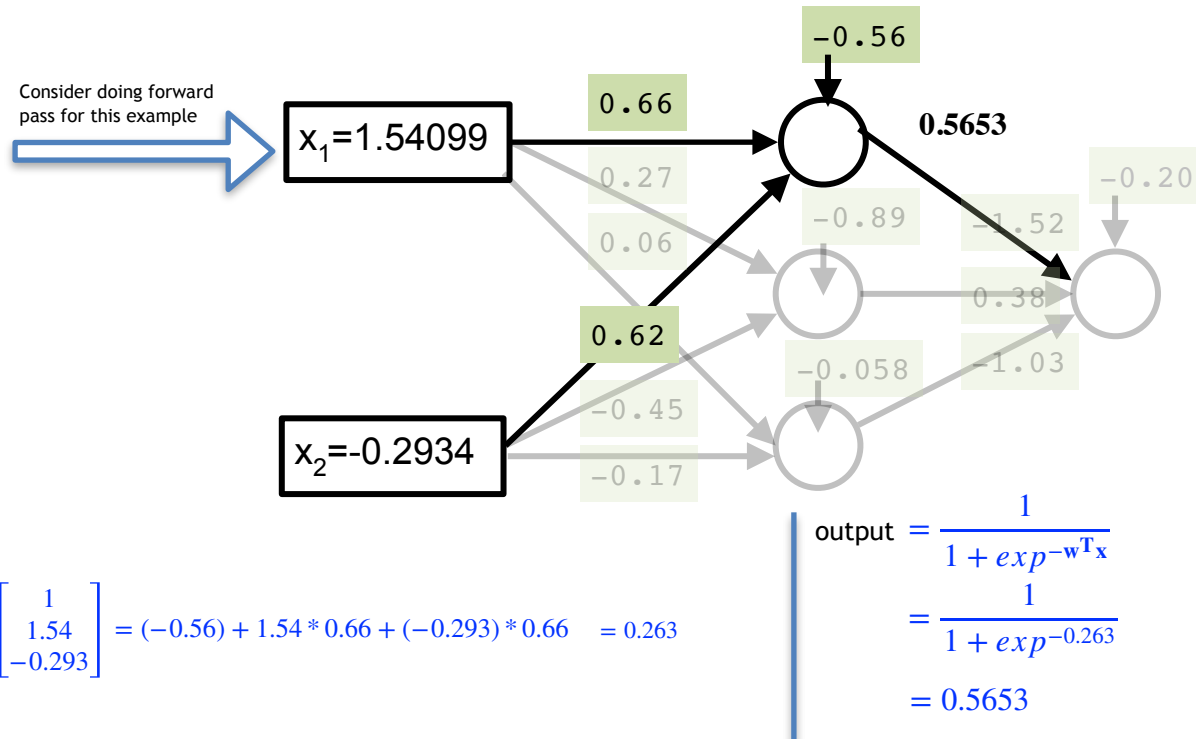 -0.56
Consider doing forward
pass for this example
0.66
x_1=1.54099
0.5653
0.27
-0.20
-0.89
-1.52
0.06
0.38
0.62
-0.058
-1.03
-0.45
x_2=-0.2934
-0.17
output = 1 / (1 + exp^{-w^T x})
= 1 / (1 + exp^{-0.263})
= 0.5653
[1
1.54
-0.293] = (-0.56) + 1.54 * 0.66 + (-0.293) * 0.66 = 0.263